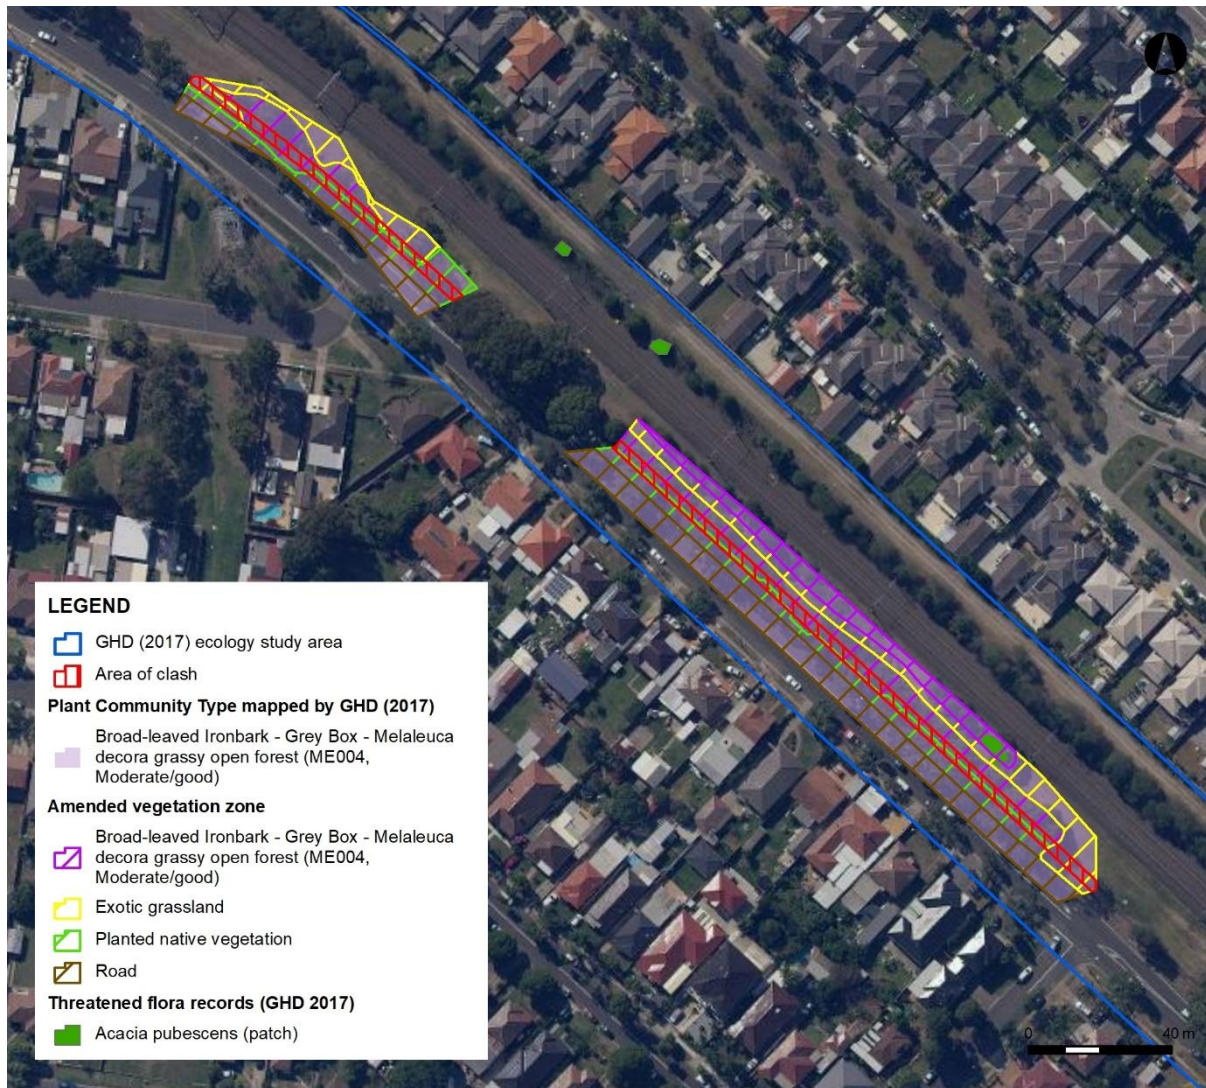 LEGEND
GHD (2017) ecology study area
Area of clash
Plant Community Type mapped by GHD (2017)
Broad-leaved Ironbark - Grey Box - Melaleuca
decora grassy open forest (ME004,
Moderate/good)
Amended vegetation zone
Broad-leaved Ironbark - Grey Box - Melaleuca
decora grassy open forest (ME004,
Moderate/good)
Exotic grassland
Planted native vegetation
Road
Threatened flora records (GHD 2017)
Acacia pubescens (patch)
0 40 m